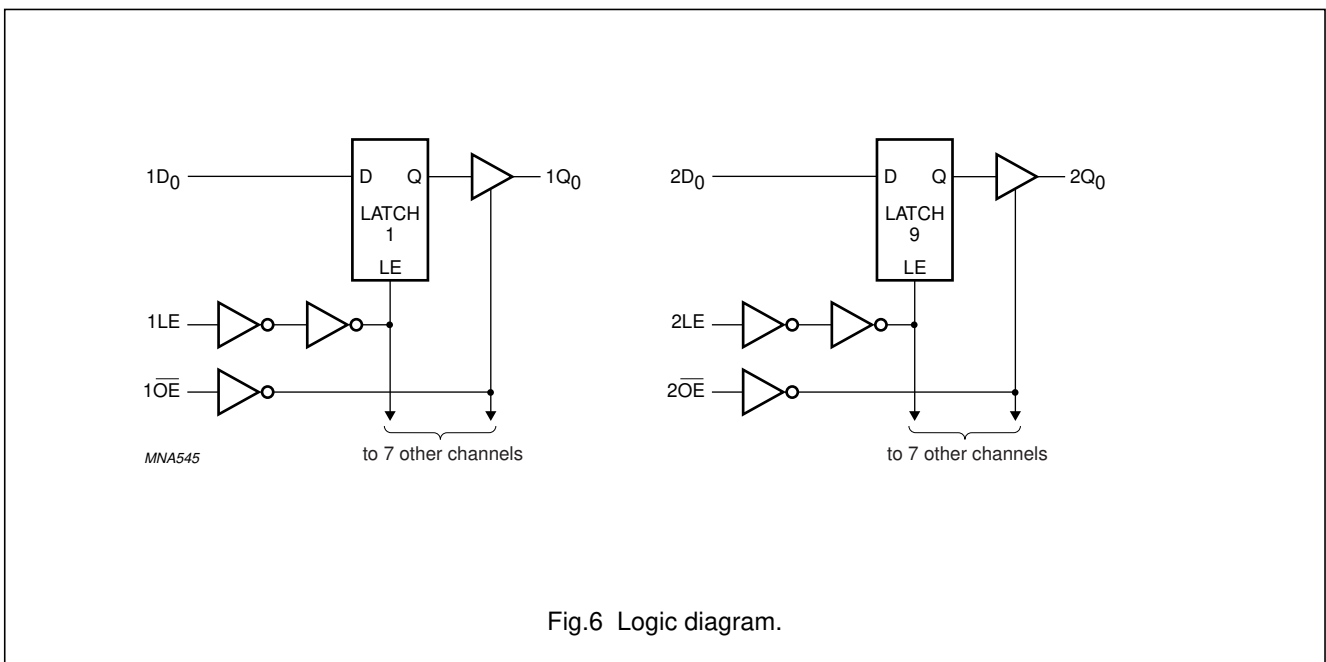 1D0
D Q
1Q0
LATCH
1
LE
1LE
1OE
to 7 other channels
MNA545
2D0
D Q
2Q0
LATCH
9
LE
2LE
2OE
to 7 other channels
Fig.6 Logic diagram.